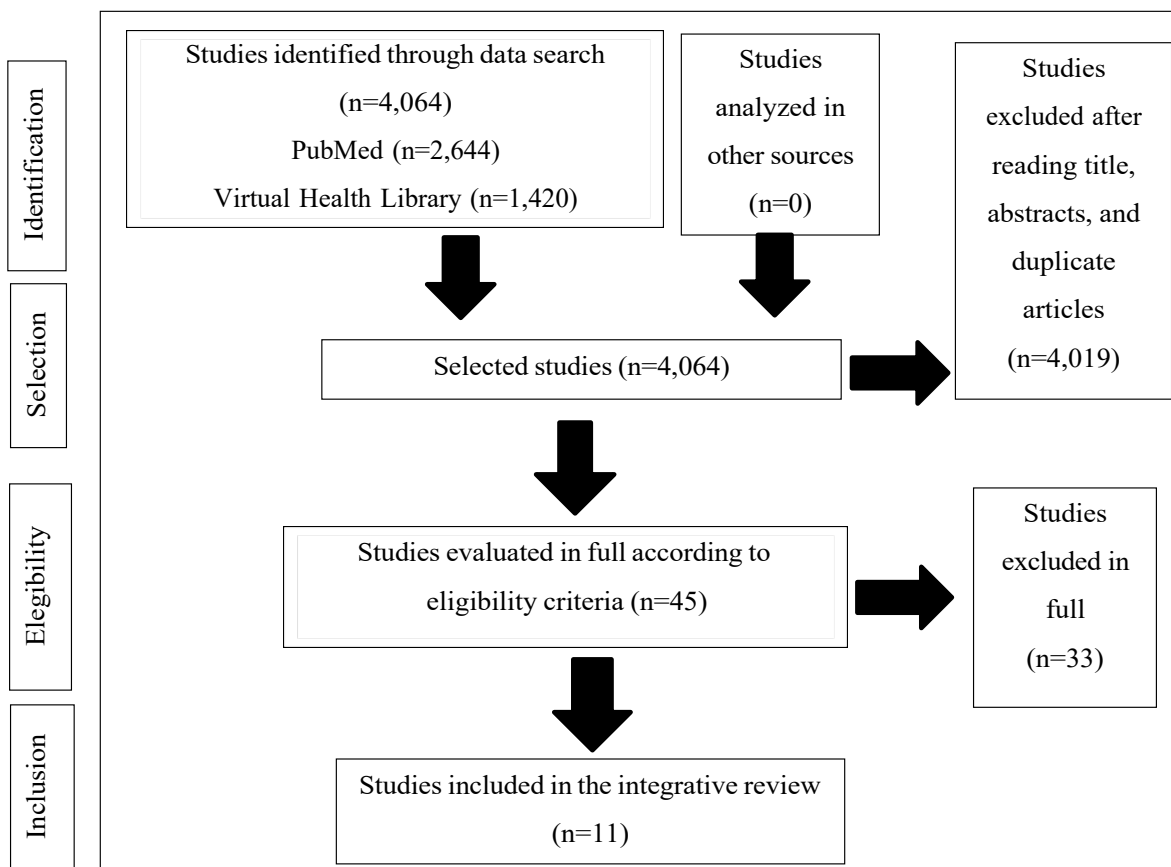 Identification
Studies identified through data search
(n=4,064)
PubMed (n=2,644)
Virtual Health Library (n=1,420)
Studies
analyzed in
other sources
(n=0)
Studies
excluded after
reading title,
abstracts, and
duplicate
articles
(n=4,019)
Selection
Selected studies (n=4,064)
Elegibility
Studies evaluated in full according to
eligibility criteria (n=45)
Studies
excluded in
full
(n=33)
Inclusion
Studies included in the integrative review
(n=11)